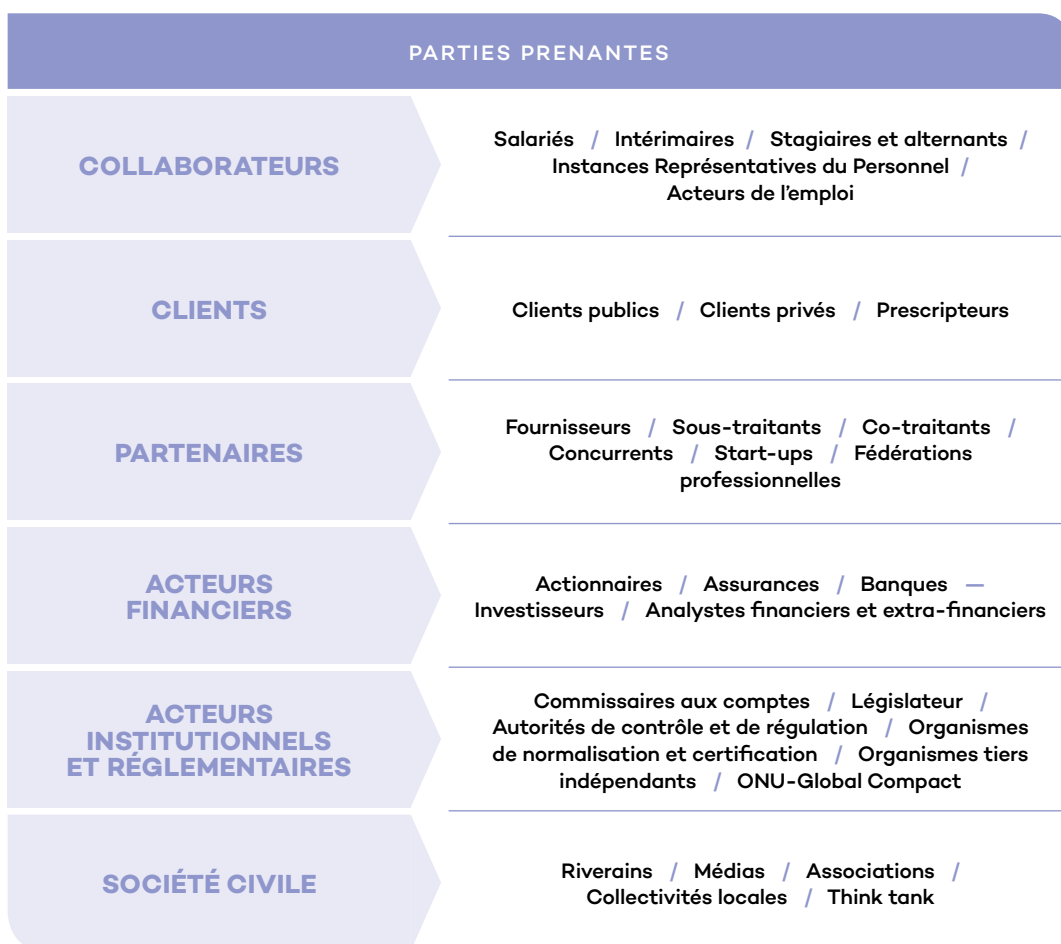 PARTIES PRENANTES
COLLABORATEURS
Salariés / Intérimaires / Stagiaires et alternants /
Instances Représentatives du Personnel /
Acteurs de l'emploi
CLIENTS
Clients publics / Clients privés / Prescripteurs
PARTENAIRES
Fournisseurs / Sous-traitants / Co-traitants /
Concurrents / Start-ups / Fédérations
professionnelles
ACTEURS
FINANCIERS
Actionnaires / Assurances / Banques —
Investisseurs / Analystes financiers et extra-financiers
ACTEURS
INSTITUTIONNELS
ET RÉGLEMENTAIRES
Commissaires aux comptes / Législateur /
Autorités de contrôle et de régulation / Organismes
de normalisation et certification / Organismes tiers
indépendants / ONU-Global Compact
SOCIÉTÉ CIVILE
Riverains / Médias / Associations /
Collectivités locales / Think tank